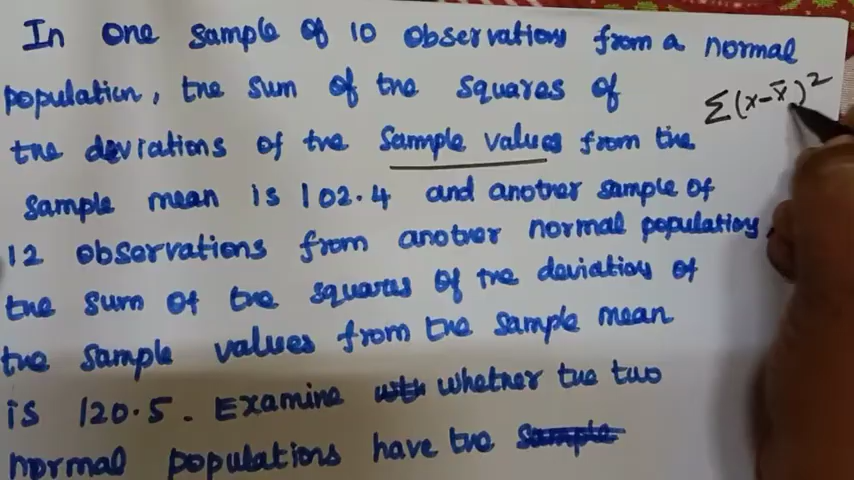 In one sample of 10 observations from a normal
population, the sum of the squares of
the deviations of the sample values from the
sample mean is 102.4 and another sample of
12 observations from another normal population,
the sum of the squares of the deviations of
the sample values from the sample mean
is 120.5. Examine whether the two
normal populations have the
Σ(x-x̄)²